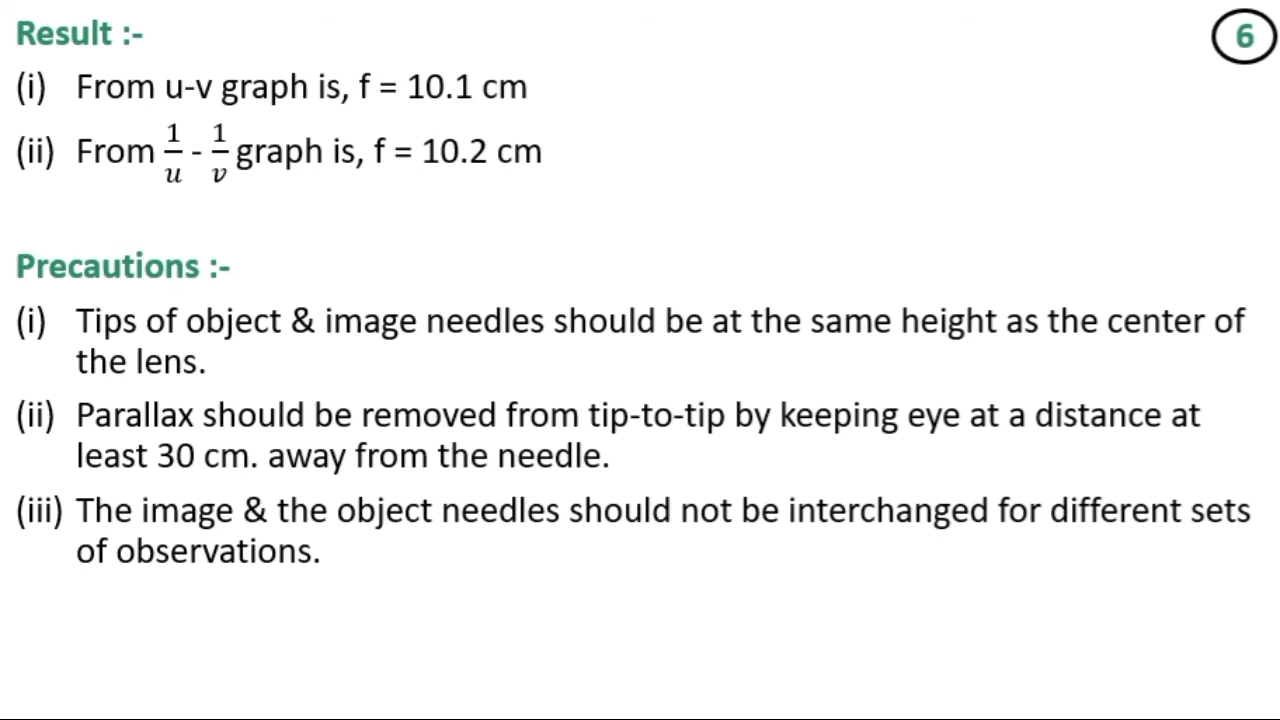 Result :-
6
(i) From u-v graph is, f = 10.1 cm
(ii) From 1/u - 1/v graph is, f = 10.2 cm
Precautions :-
(i) Tips of object & image needles should be at the same height as the center of
the lens.
(ii) Parallax should be removed from tip-to-tip by keeping eye at a distance at
least 30 cm. away from the needle.
(iii) The image & the object needles should not be interchanged for different sets
of observations.